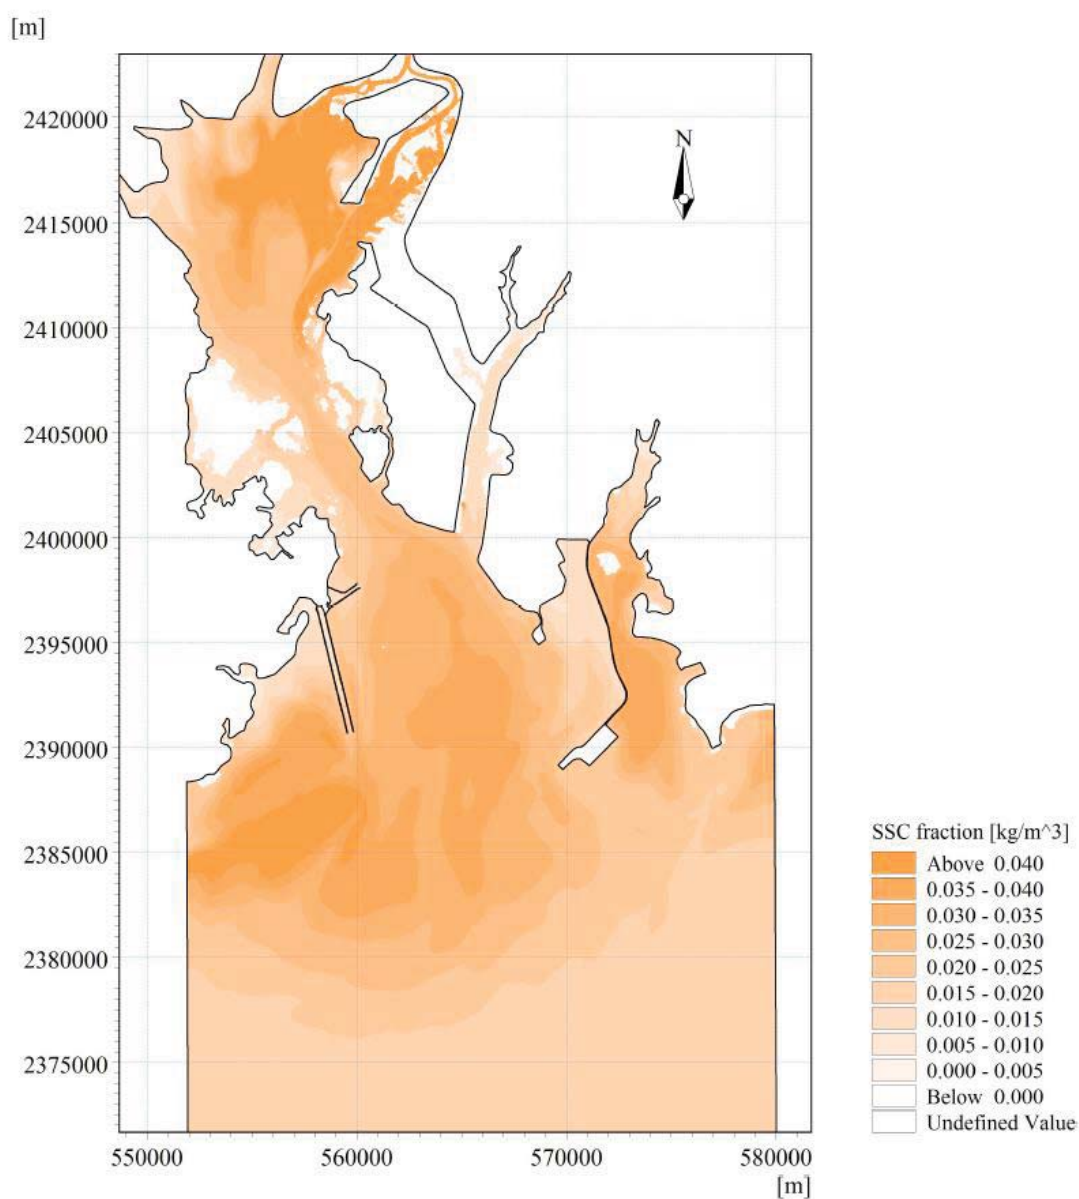 [m]
2420000
N
2415000
2410000
2405000
2400000
2395000
2390000
2385000
2380000
2375000
SSC fraction [kg/m^3]
Above 0.040
0.035 - 0.040
0.030 - 0.035
0.025 - 0.030
0.020 - 0.025
0.015 - 0.020
0.010 - 0.015
0.005 - 0.010
0.000 - 0.005
Below 0.000
Undefined Value
550000 560000 570000 580000
[m]